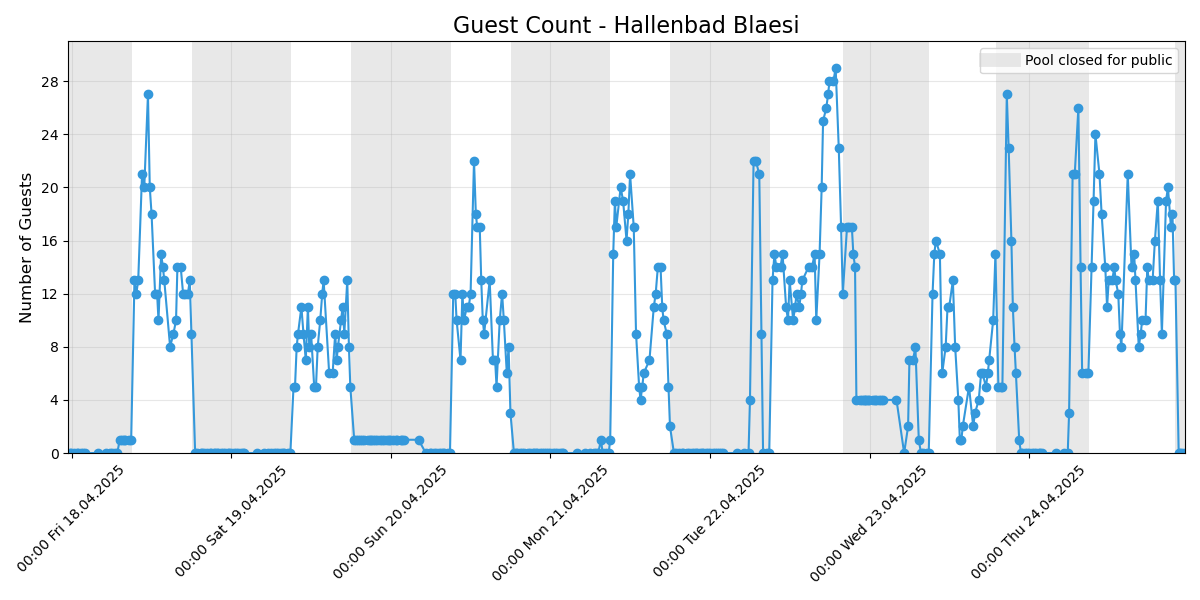 Guest Count - Hallenbad Blaesi
Pool closed for public
Number of Guests
28
24
20
16
12
8
4
0
00:00 Fri 18.04.2025
00:00 Sat 19.04.2025
00:00 Sun 20.04.2025
00:00 Mon 21.04.2025
00:00 Tue 22.04.2025
00:00 Wed 23.04.2025
00:00 Thu 24.04.2025